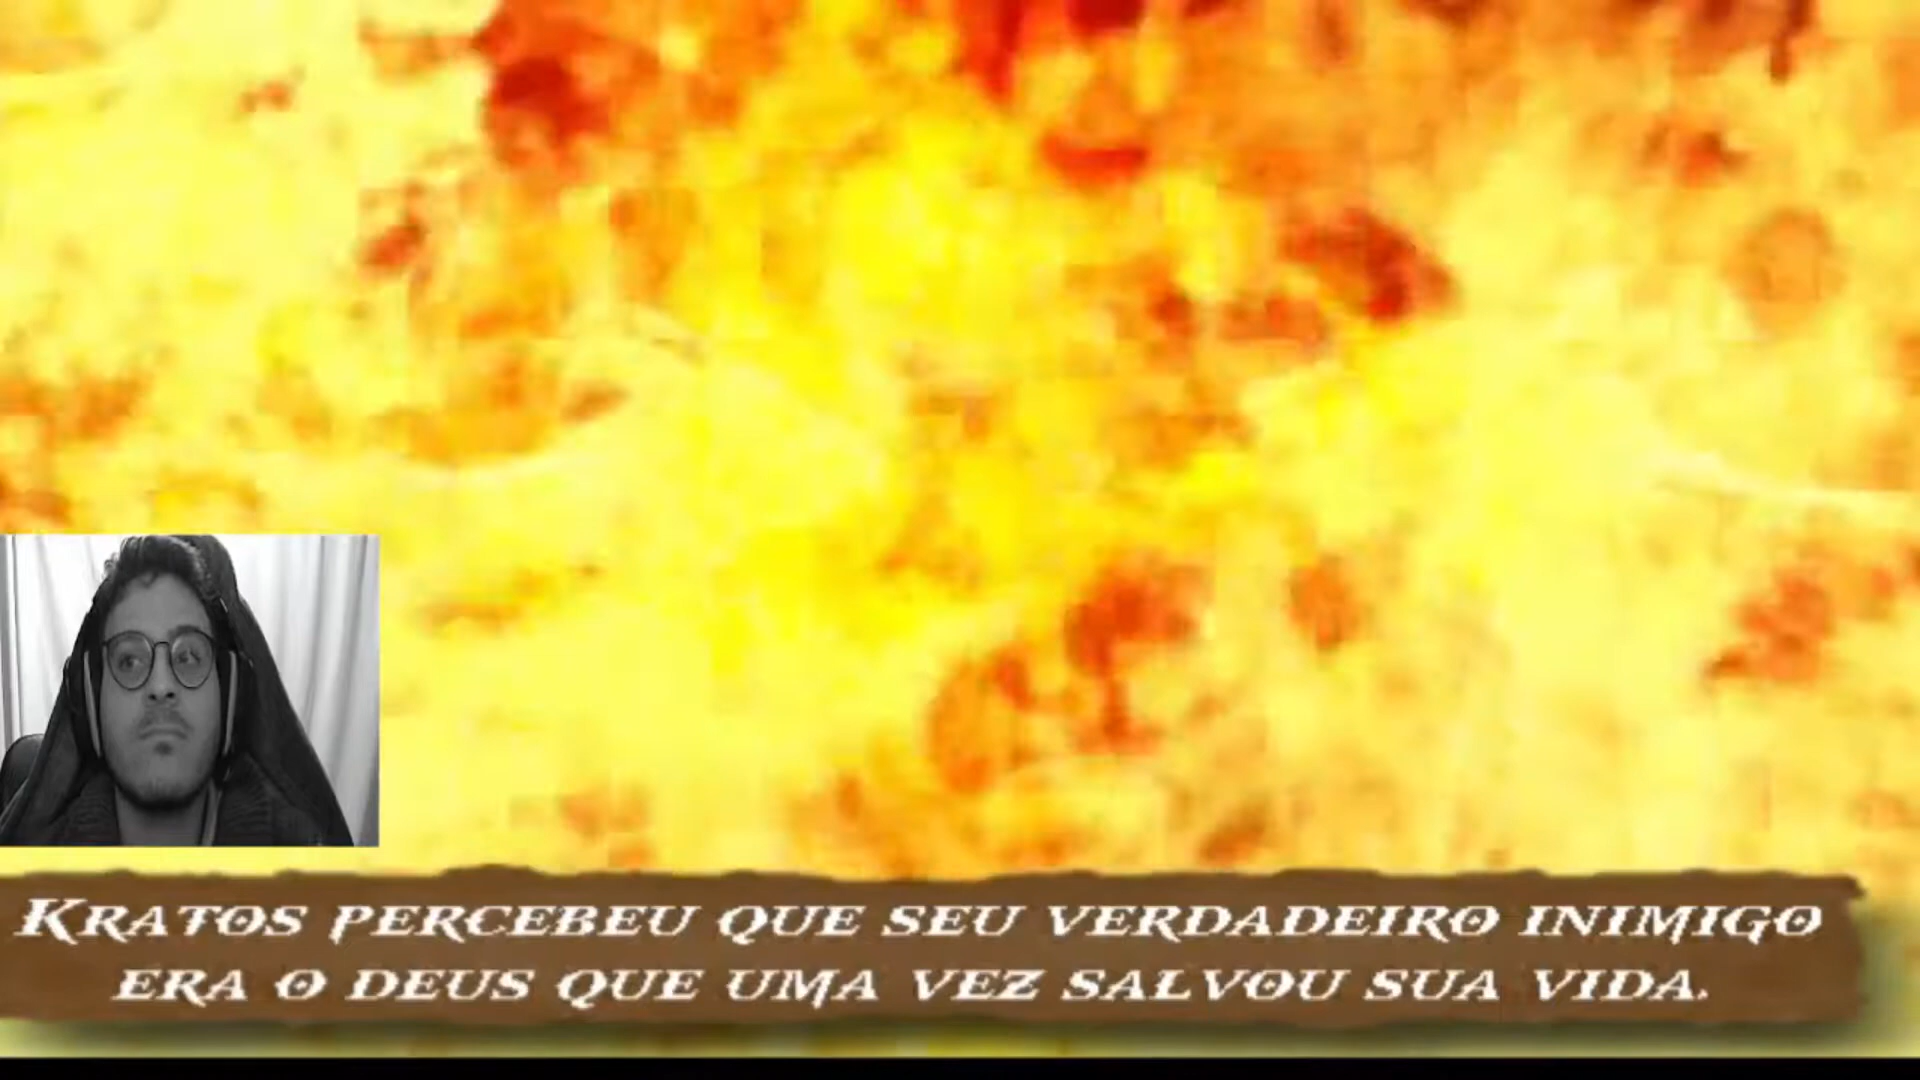 KRATOS PERCEBEU QUE SEU VERDADEIRO INIMIGO
ERA O DEUS QUE UMA VEZ SALVOU SUA VIDA.